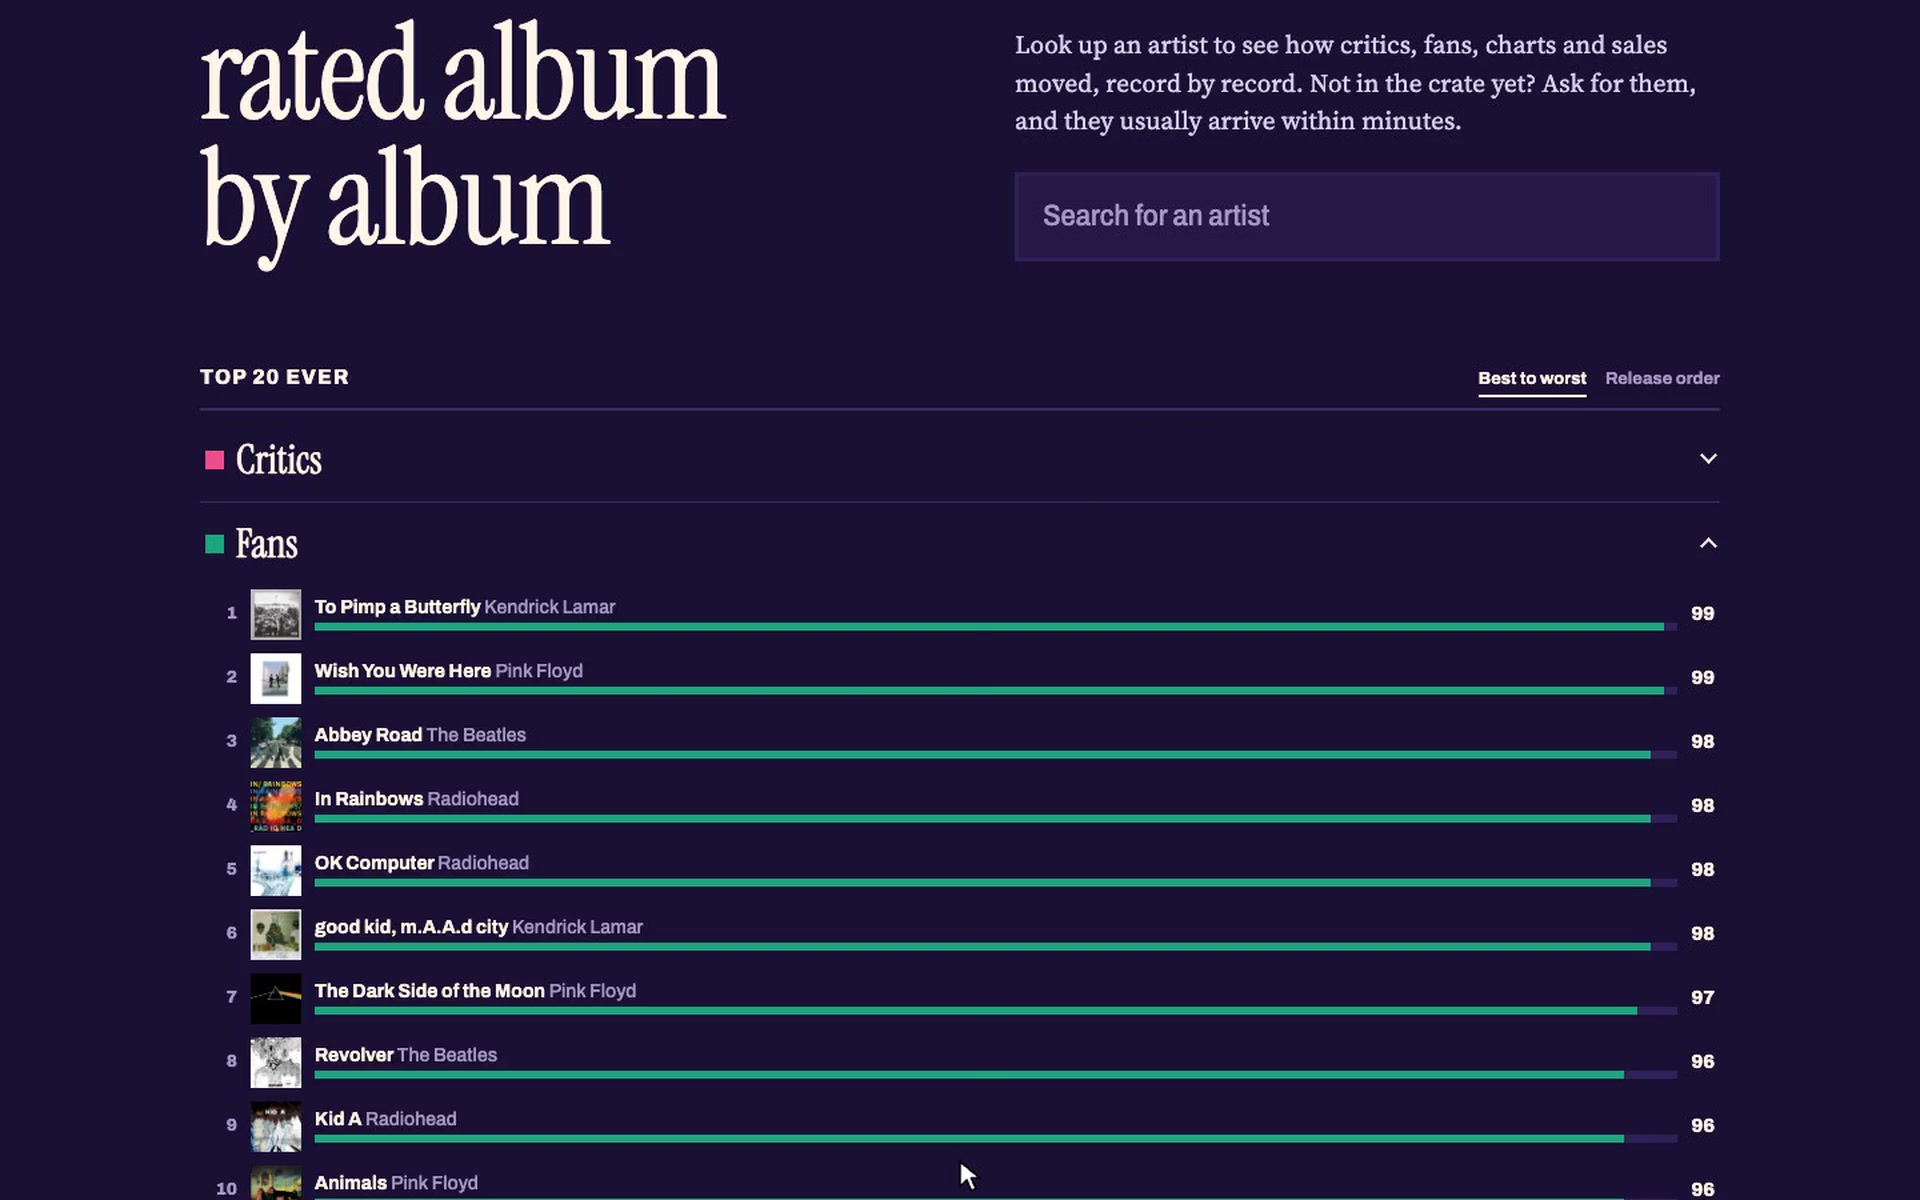 rated album
by album
Look up an artist to see how critics, fans, charts and sales
moved, record by record. Not in the crate yet? Ask for them,
and they usually arrive within minutes.
Search for an artist
TOP 20 EVER
Best to worst Release order
Critics
Fans
1 To Pimp a Butterfly Kendrick Lamar 99
2 Wish You Were Here Pink Floyd 99
3 Abbey Road The Beatles 98
4 In Rainbows Radiohead 98
5 OK Computer Radiohead 98
6 good kid, m.A.A.d city Kendrick Lamar 98
7 The Dark Side of the Moon Pink Floyd 97
8 Revolver The Beatles 96
9 Kid A Radiohead 96
10 Animals Pink Floyd 96